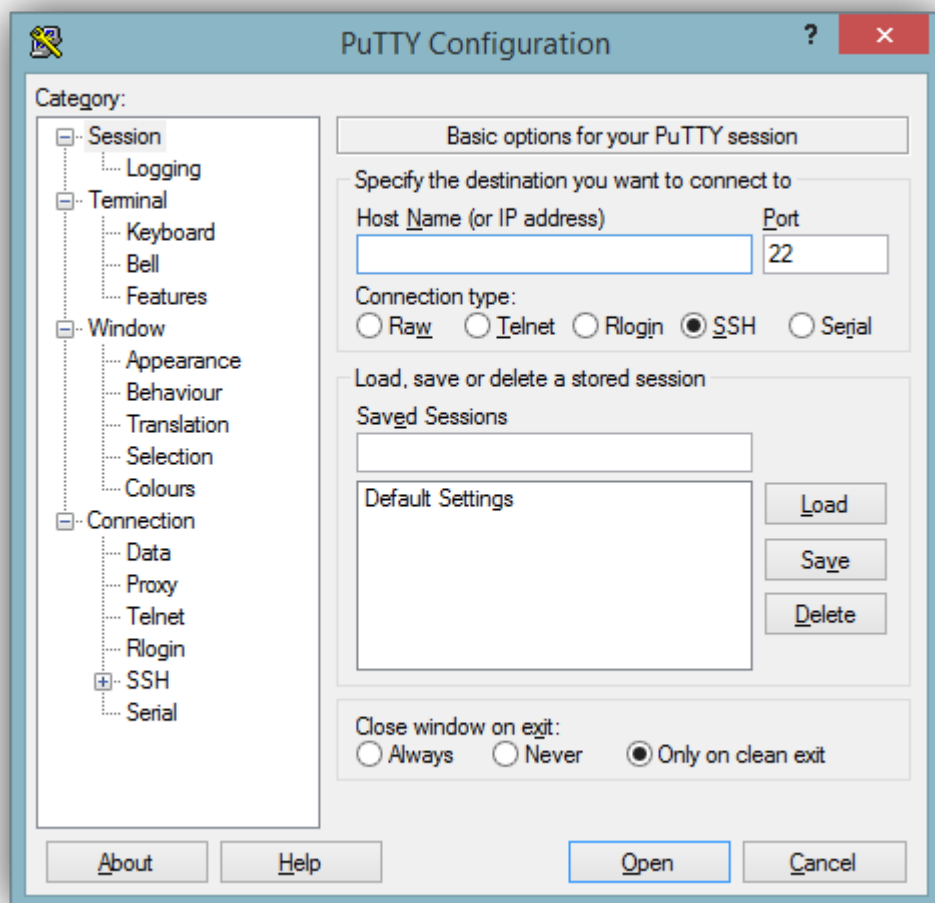 PuTTY Configuration ? ×
Category:
Session
Logging
Terminal
Keyboard
Bell
Features
Window
Appearance
Behaviour
Translation
Selection
Colours
Connection
Data
Proxy
Telnet
Rlogin
SSH
Serial
Basic options for your PuTTY session
Specify the destination you want to connect to
Host Name (or IP address) Port
22
Connection type:
Raw Telnet Rlogin SSH Serial
Load, save or delete a stored session
Saved Sessions
Default Settings
Load
Save
Delete
Close window on exit:
Always Never Only on clean exit
About Help Open Cancel